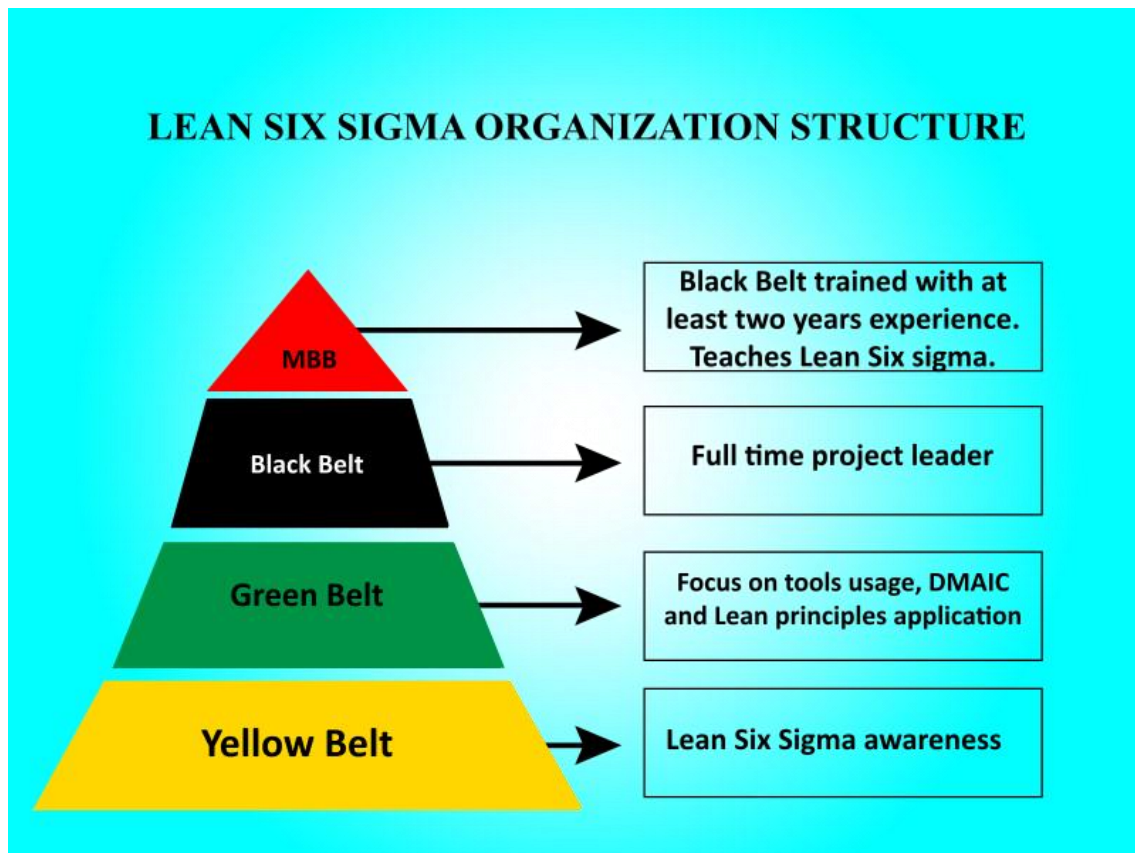 LEAN SIX SIGMA ORGANIZATION STRUCTURE
MBB
Black Belt trained with at
least two years experience.
Teaches Lean Six sigma.
Black Belt
Full time project leader
Green Belt
Focus on tools usage, DMAIC
and Lean principles application
Yellow Belt
Lean Six Sigma awareness